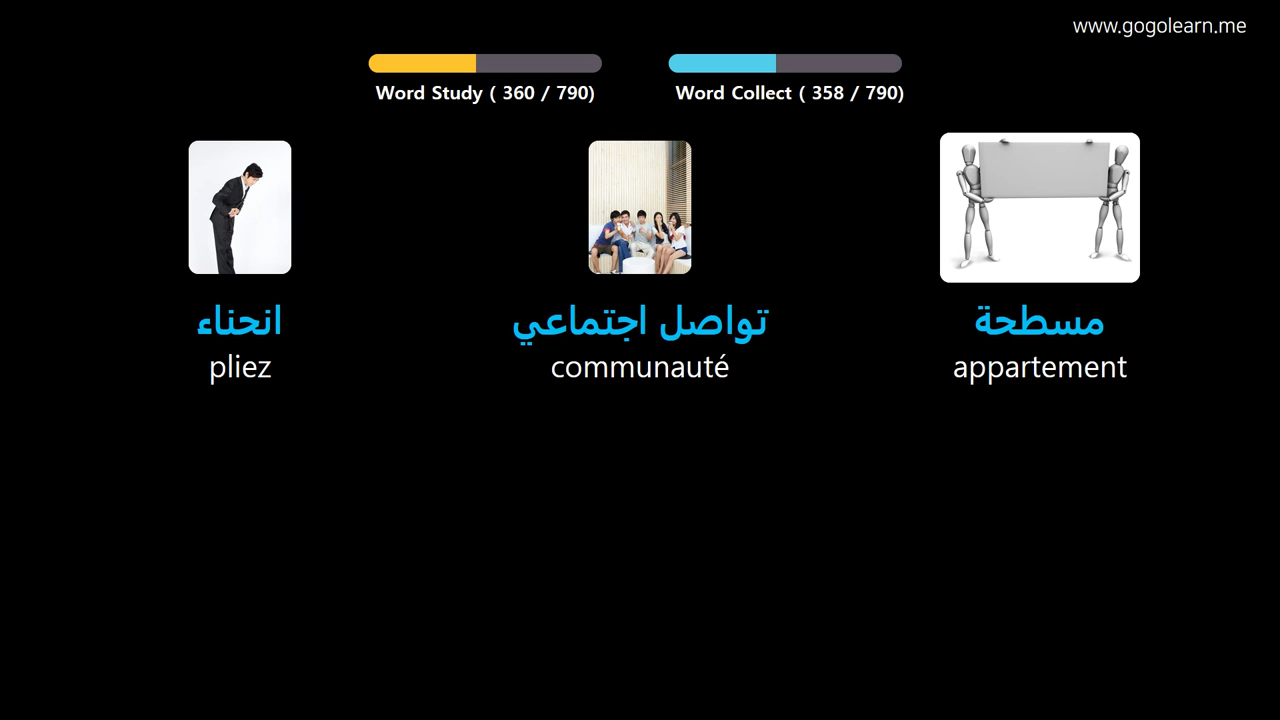 www.gogolearn.me
Word Study ( 360 / 790)
Word Collect ( 358 / 790)
انحناء
pliez
تواصل اجتماعي
communauté
مسطحة
appartement